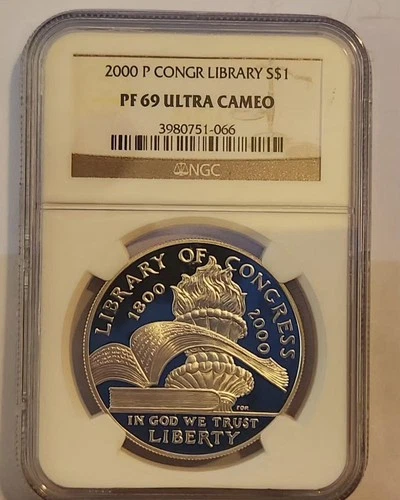 2000 P CONGR LIBRARY S$1
PF 69 ULTRA CAMEO
3980751-066
NGC
LIBRARY OF CONGRESS
1800 2000
FDR
IN GOD WE TRUST
LIBERTY